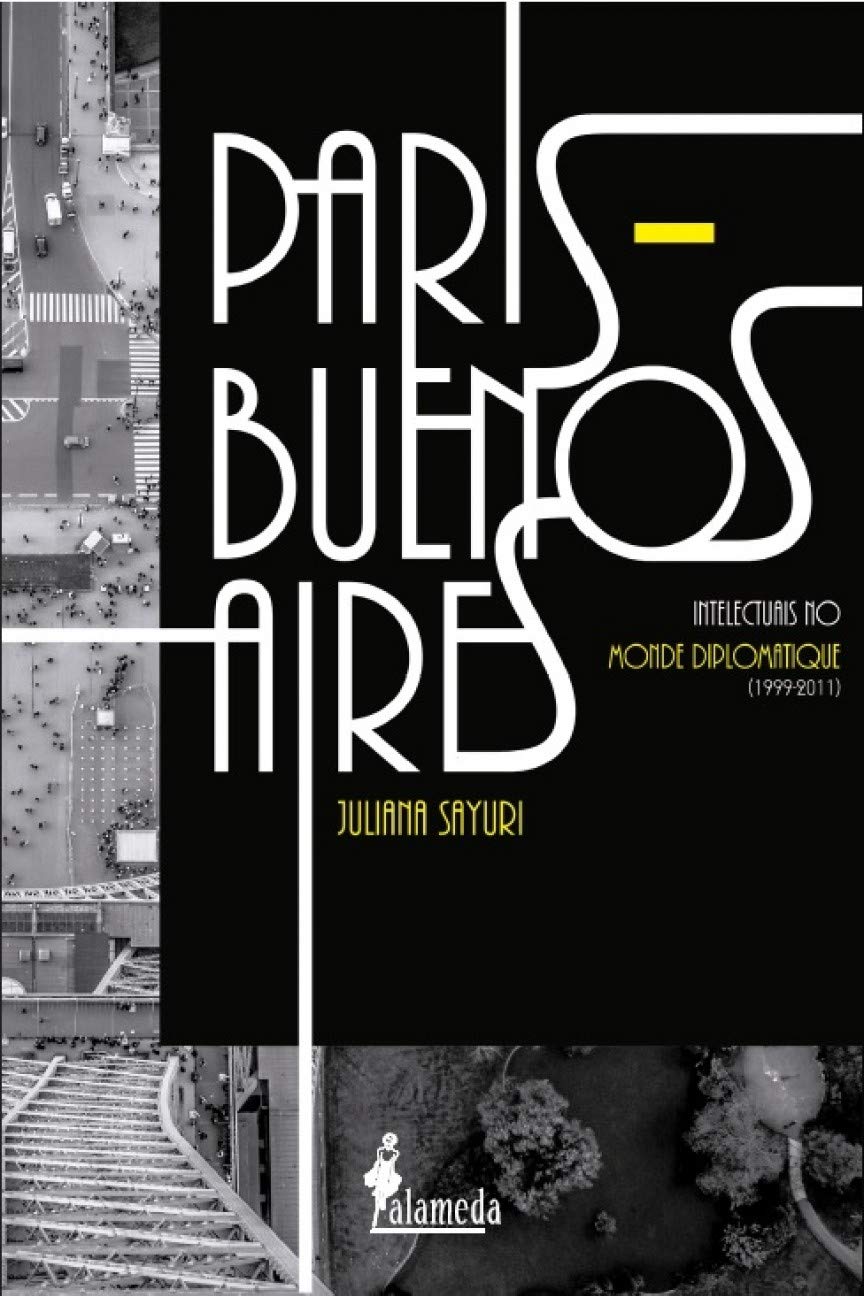 PARIS-
BUENOS
AIRES
INTELECTUAIS NO
MONDE DIPLOMATIQUE
(1999-2011)
JULIANA SAYURI
alameda